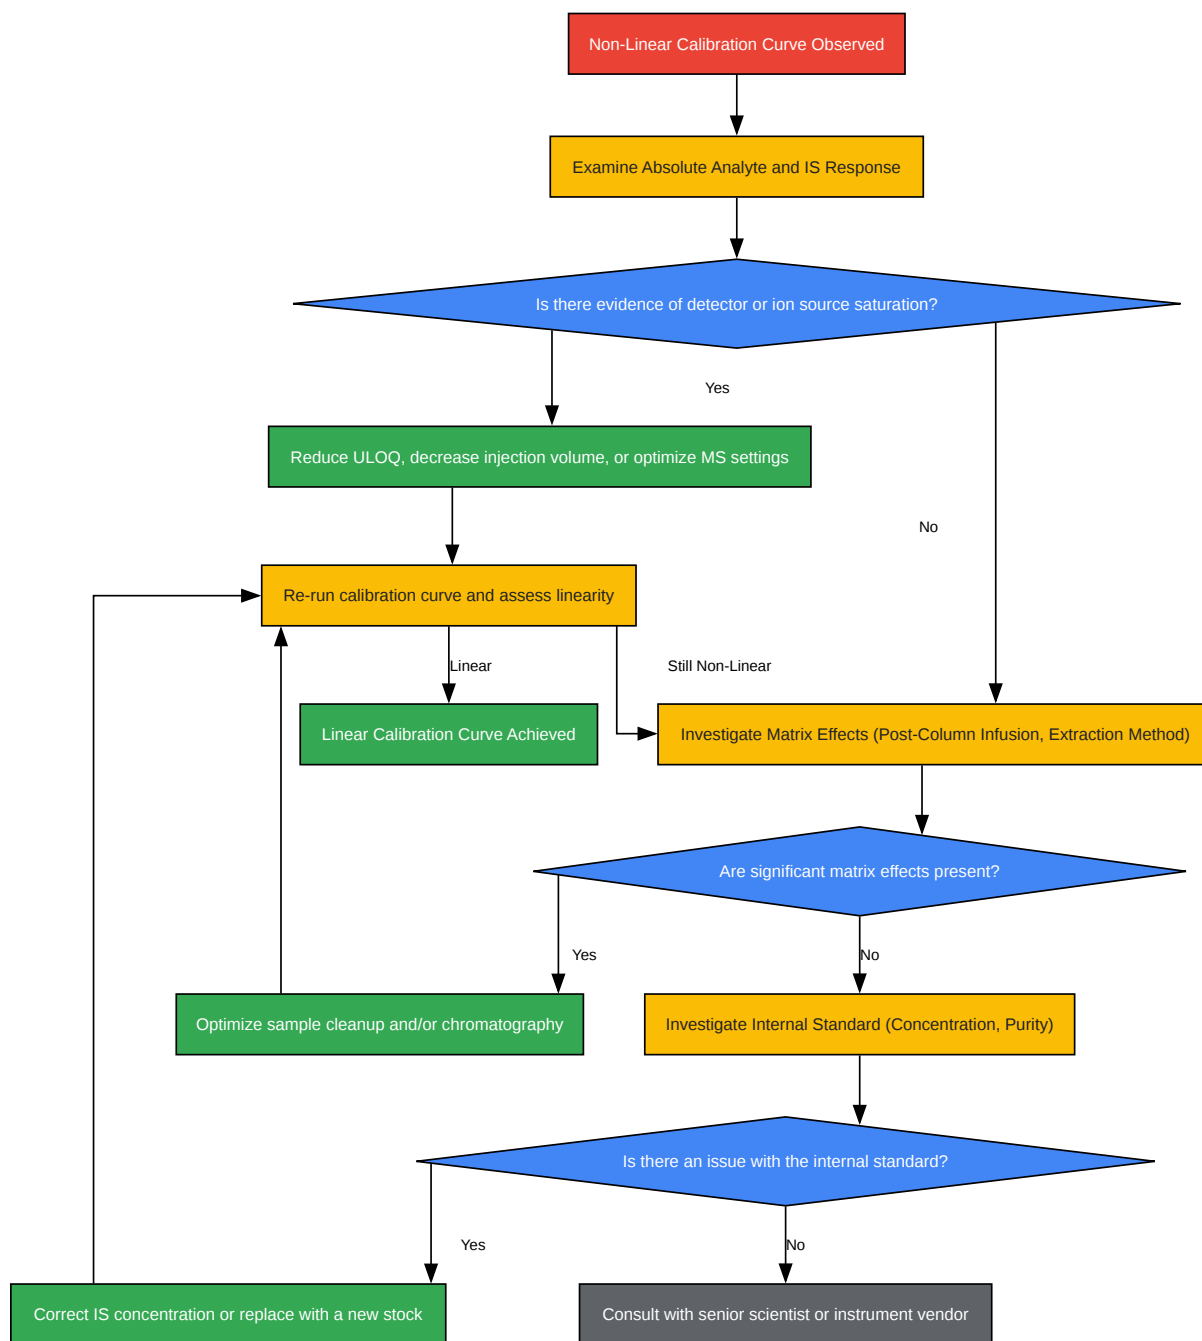 Non-Linear Calibration Curve Observed
Examine Absolute Analyte and IS Response
Is there evidence of detector or ion source saturation?
Yes
Reduce ULOQ, decrease injection volume, or optimize MS settings
No
Re-run calibration curve and assess linearity
Linear
Still Non-Linear
Linear Calibration Curve Achieved
Investigate Matrix Effects (Post-Column Infusion, Extraction Method)
Are significant matrix effects present?
Yes
No
Optimize sample cleanup and/or chromatography
Investigate Internal Standard (Concentration, Purity)
Is there an issue with the internal standard?
Yes
No
Correct IS concentration or replace with a new stock
Consult with senior scientist or instrument vendor